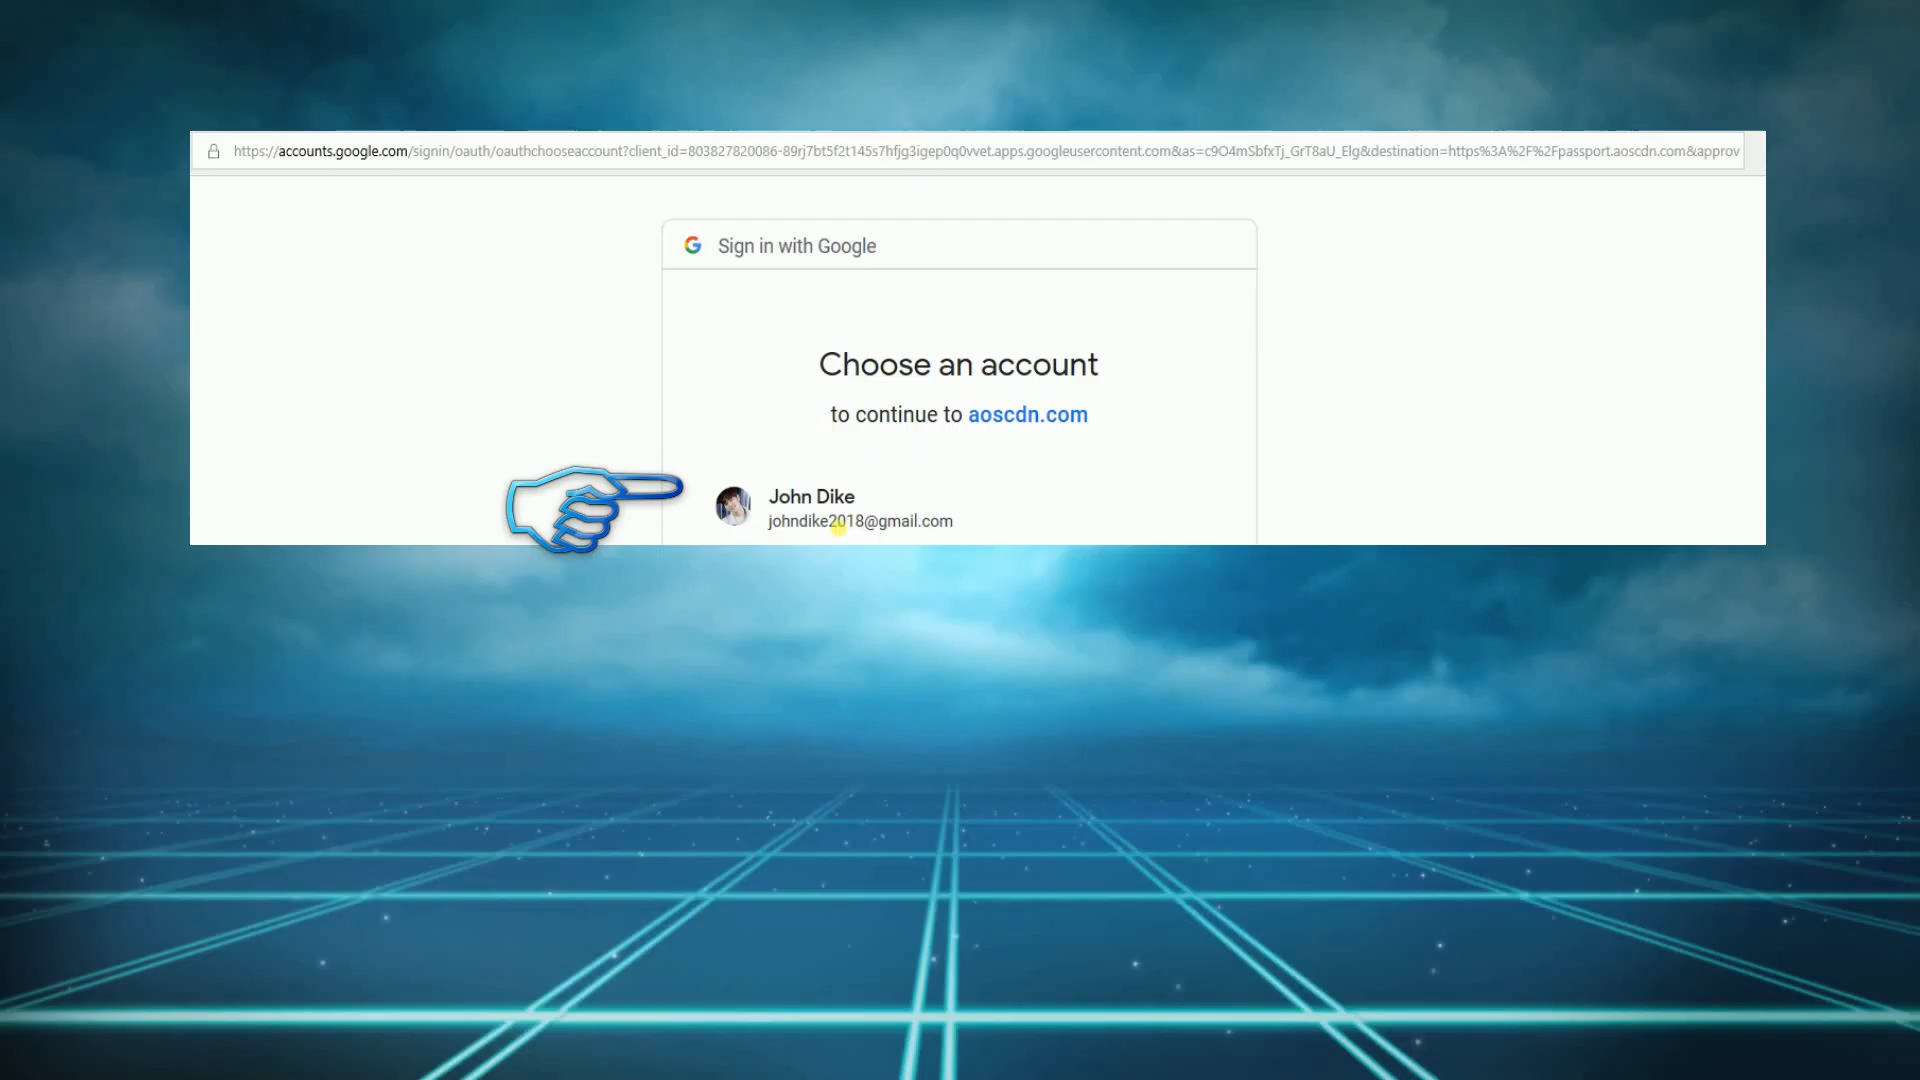 https://accounts.google.com/signin/oauth/oauthchooseaccount?client_id=803827820086-89rj7bt5f2t145s7hfjg3igep0q0vvet.apps.googleusercontent.com&as=c9O4mSbfxTj_GrT8aU_Elg&destination=https%3A%2F%2Fpassport.aoscdn.com&approv
Sign in with Google
Choose an account
to continue to aoscdn.com
John Dike
johndike2018@gmail.com